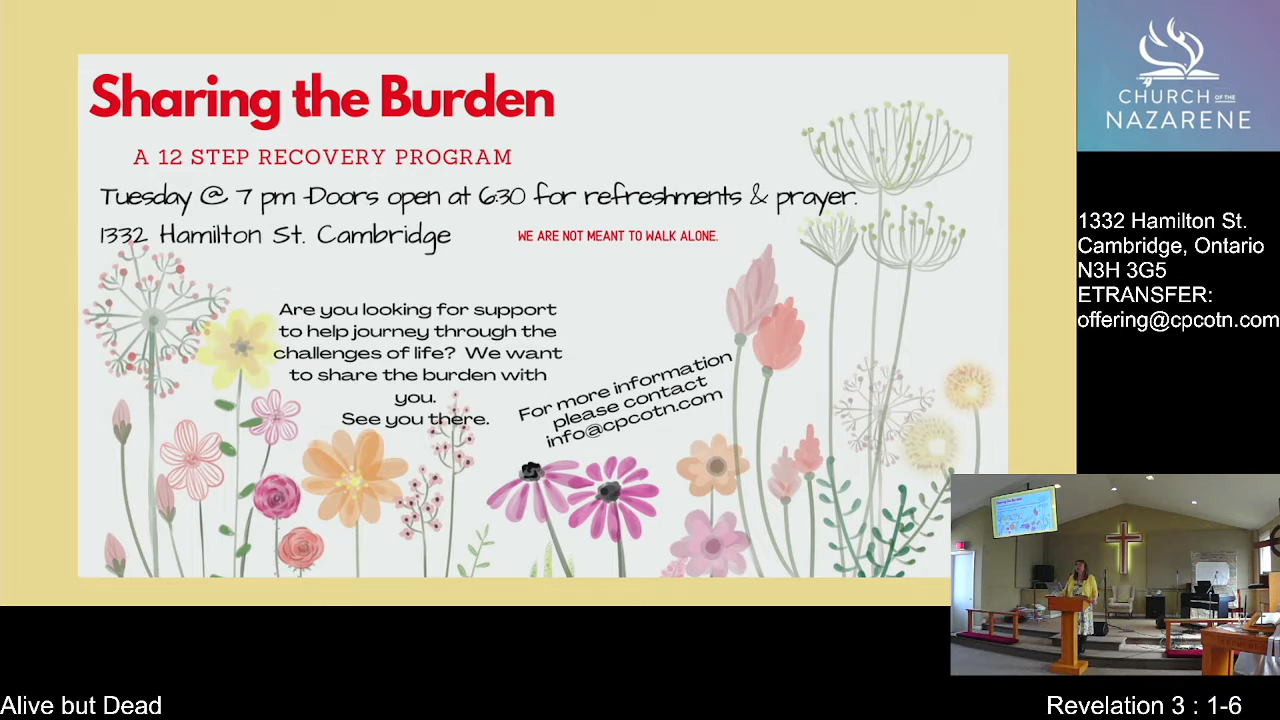 Sharing the Burden
A 12 STEP RECOVERY PROGRAM
Tuesday @ 7 pm -Doors open at 6:30 for refreshments & prayer.
1332 Hamilton St. Cambridge
WE ARE NOT MEANT TO WALK ALONE.
Are you looking for support
to help journey through the
challenges of life? We want
to share the burden with
you.
See you there.
For more information
please contact
info@cpcotn.com
CHURCH OF THE
NAZARENE
1332 Hamilton St.
Cambridge, Ontario
N3H 3G5
ETRANSFER:
offering@cpcotn.com
Sharing the Burden
Alive but Dead
Revelation 3 : 1-6